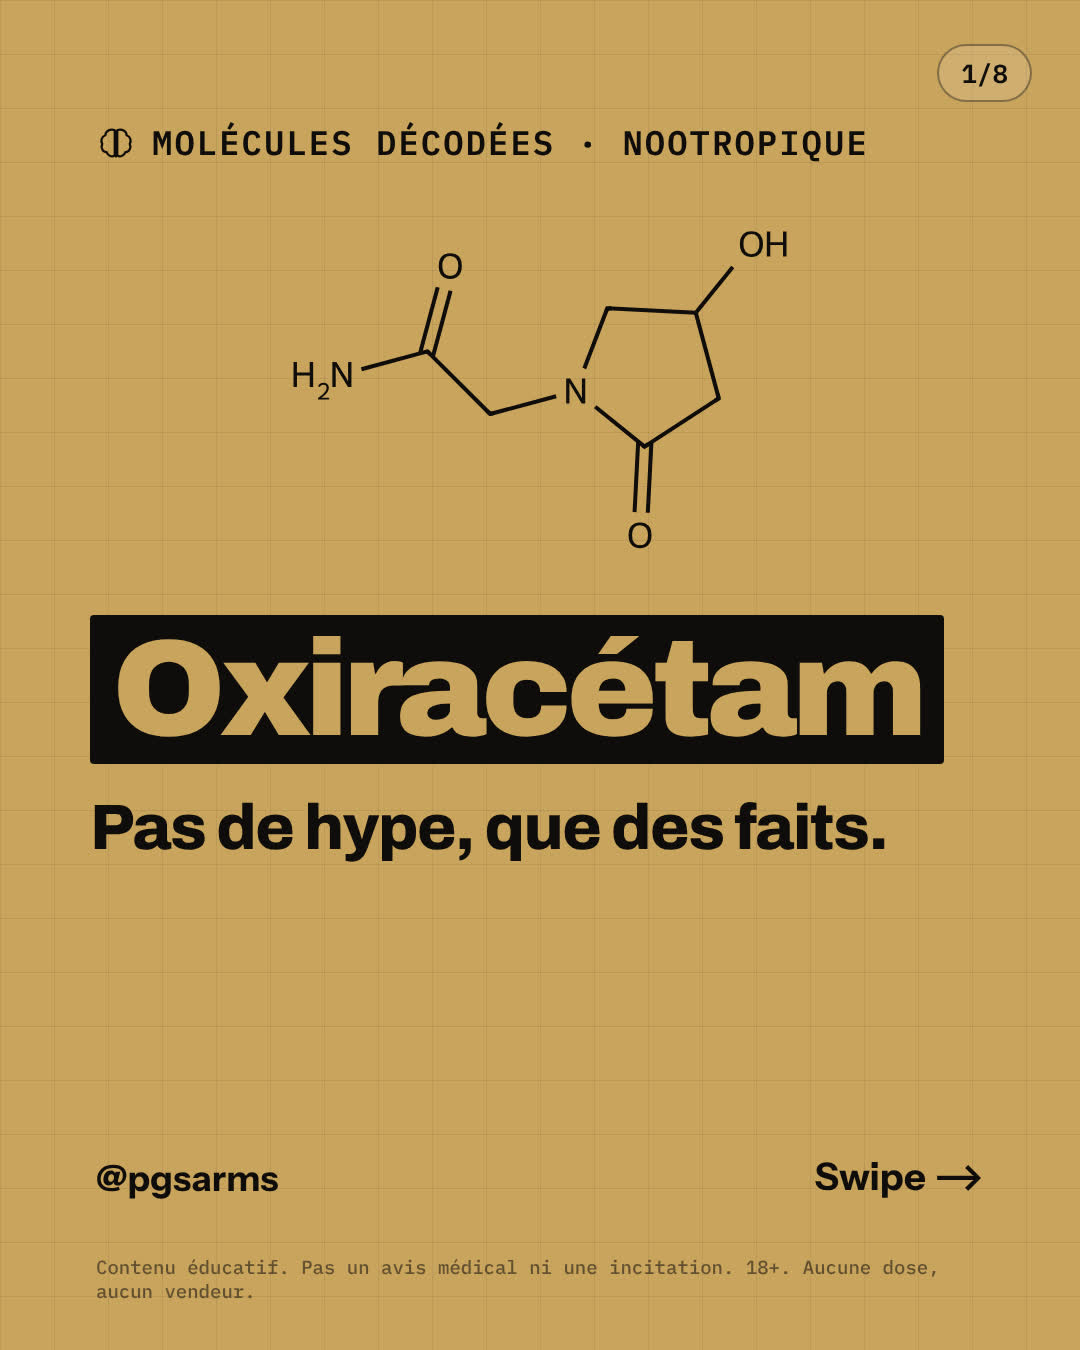 1/8
MOLÉCULES DÉCODÉES · NOOTROPIQUE
OH
O
H₂N
N
O
Oxiracétam
Pas de hype, que des faits.
@pgsarms
Swipe →
Contenu éducatif. Pas un avis médical ni une incitation. 18+. Aucune dose,
aucun vendeur.